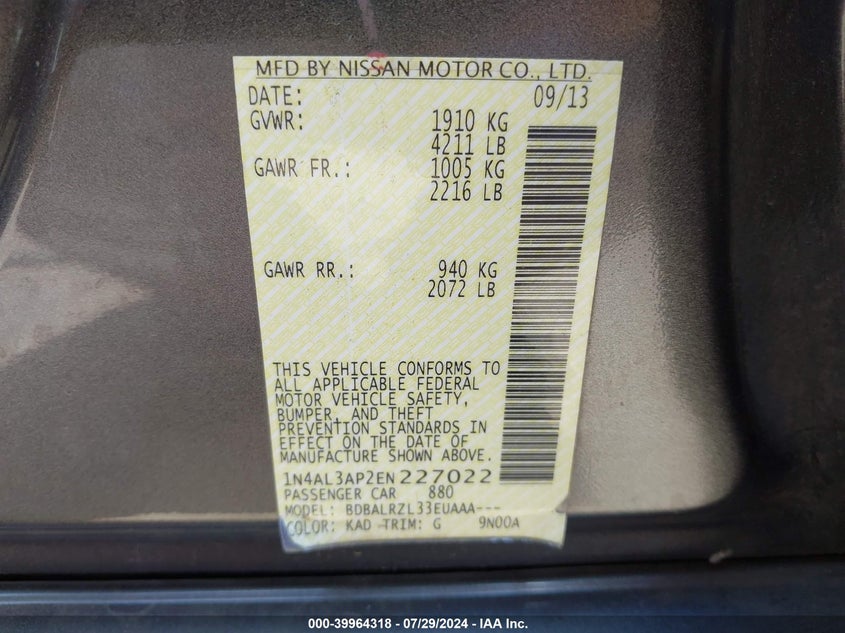 MFD BY NISSAN MOTOR CO., LTD.
DATE: 09/13
GVWR: 1910 KG
4211 LB
GAWR FR.: 1005 KG
2216 LB
GAWR RR.: 940 KG
2072 LB
THIS VEHICLE CONFORMS TO
ALL APPLICABLE FEDERAL
MOTOR VEHICLE SAFETY,
BUMPER, AND THEFT
PREVENTION STANDARDS IN
EFFECT ON THE DATE OF
MANUFACTURE SHOWN ABOVE.
1N4AL3AP2EN227022
PASSENGER CAR 880
MODEL: BDBALRZL33EUAAA---
COLOR: KAD TRIM: G 9N00A
000-39964318 / 07/29/2024 - IAA Inc.